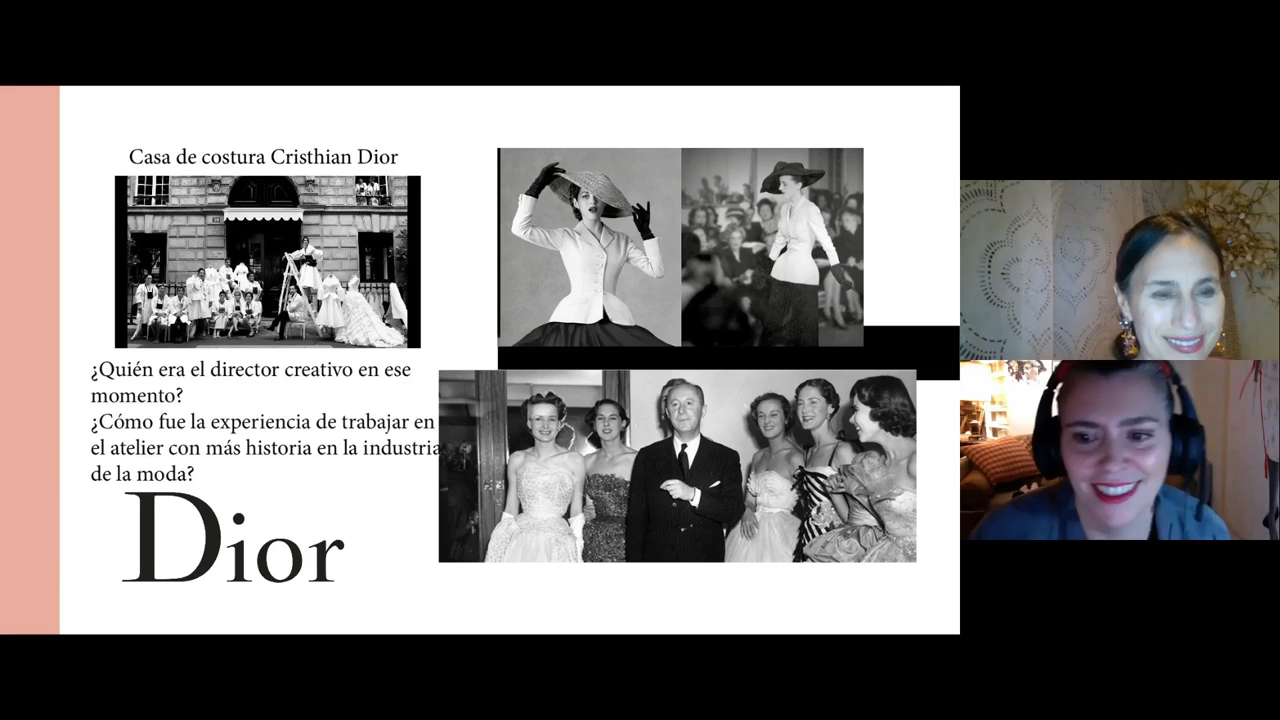 Casa de costura Cristhian Dior
¿Quién era el director creativo en ese
momento?
¿Cómo fue la experiencia de trabajar en
el atelier con más historia en la industria
de la moda?
Dior